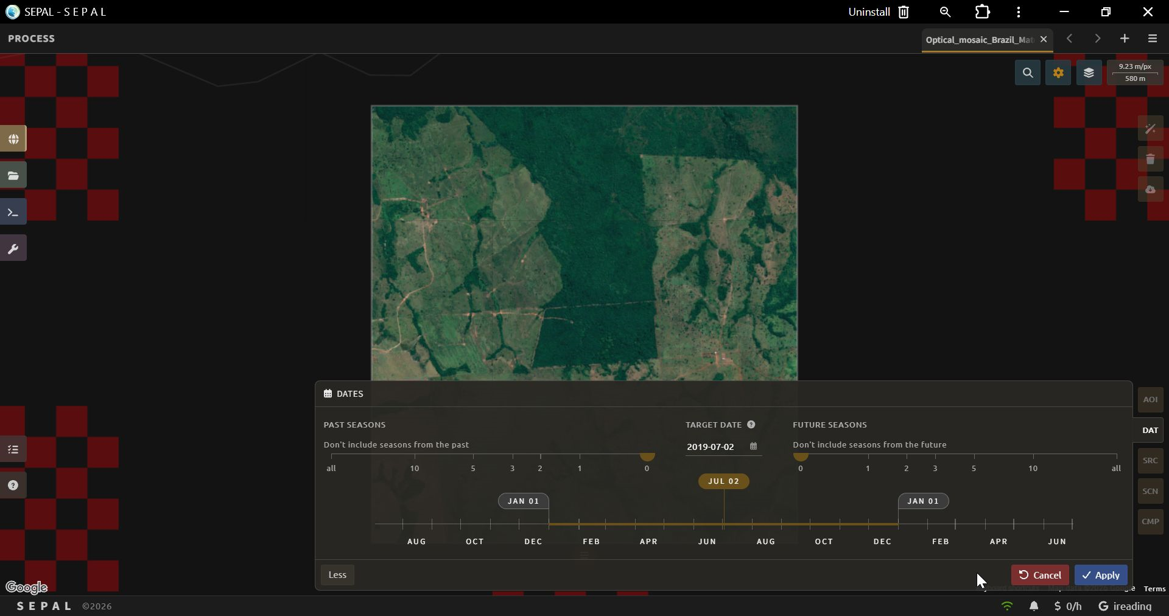 SEPAL - S E P A L
Uninstall
PROCESS
Optical_mosaic_Brazil_Mat
9.23 m/px
580 m
DATES
AOI
PAST SEASONS
TARGET DATE
FUTURE SEASONS
DAT
Don't include seasons from the past
2019-07-02
Don't include seasons from the future
SRC
all 10 5 3 2 1 0
0 1 2 3 5 10 all
JUL 02
SCN
JAN 01
JAN 01
CMP
AUG OCT DEC FEB APR JUN AUG OCT DEC FEB APR JUN
Less
Cancel
Apply
Google
Terms
S E P A L ©2026
$ 0/h
ireading